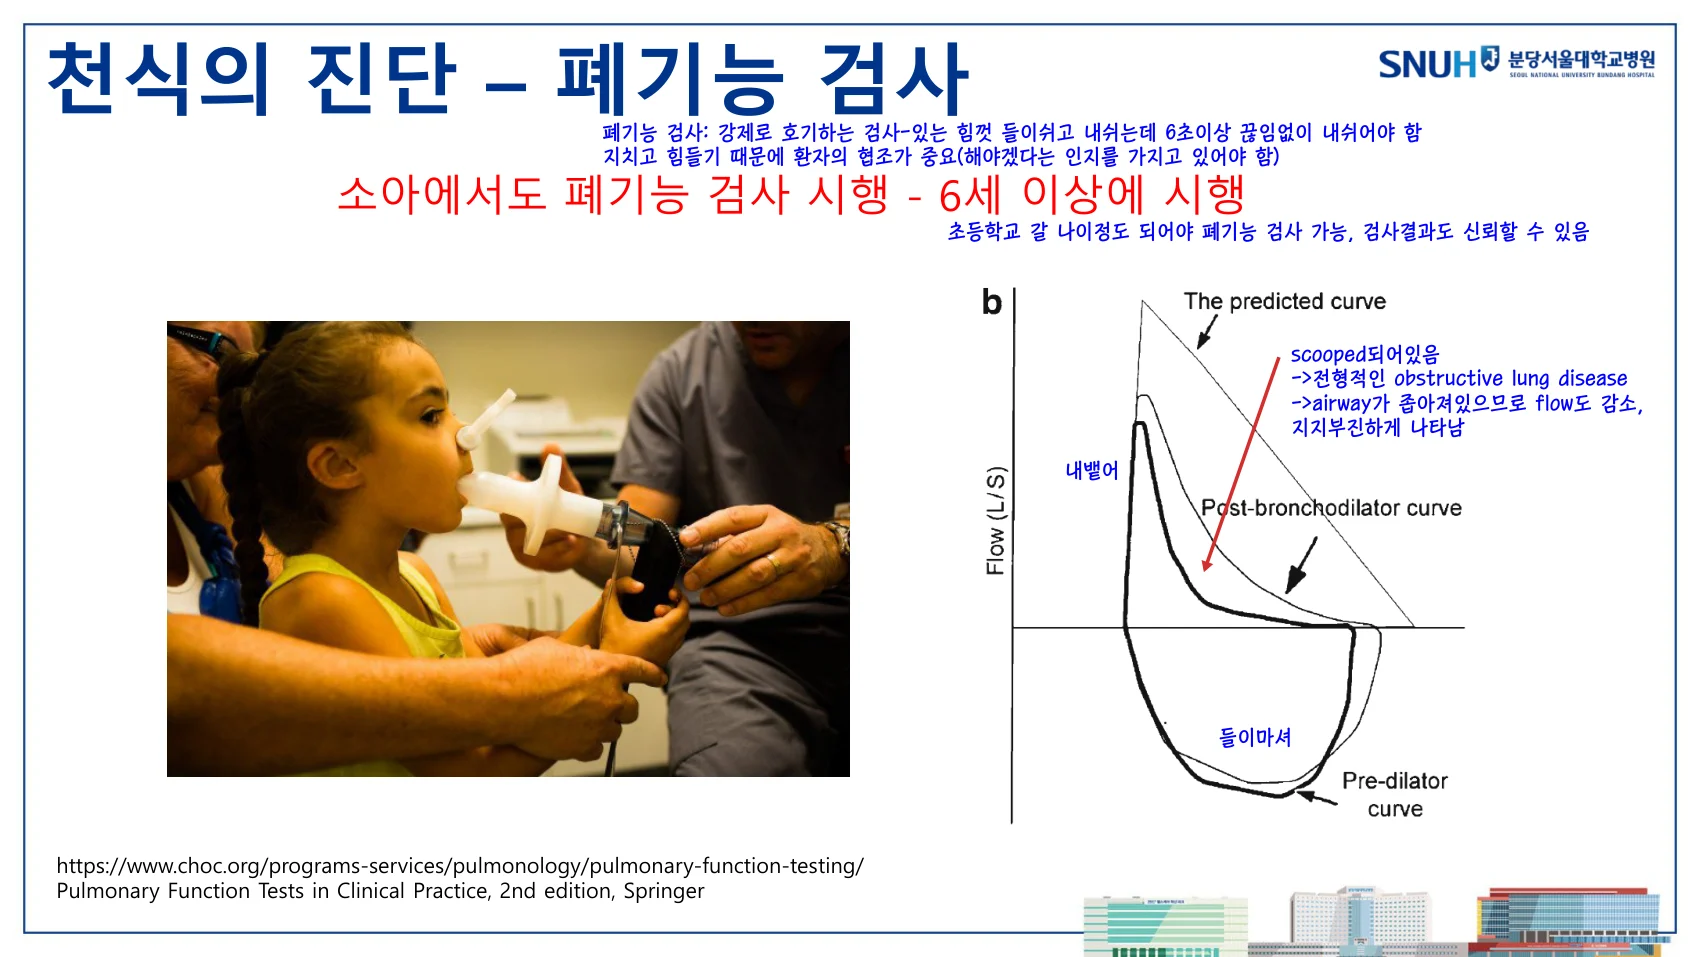 천식의 진단 – 폐기능 검사
SNUH 분당서울대학교병원
SEOUL NATIONAL UNIVERSITY BUNDANG HOSPITAL
폐기능 검사: 강제로 호기하는 검사-있는 힘껏 들이쉬고 내쉬는데 6초이상 끊임없이 내쉬어야 함
지치고 힘들기 때문에 환자의 협조가 중요(해야겠다는 인지를 가지고 있어야 함)
소아에서도 폐기능 검사 시행 - 6세 이상에 시행
초등학교 갈 나이정도 되어야 폐기능 검사 가능, 검사결과도 신뢰할 수 있음
b
The predicted curve
scooped되어있음
->전형적인 obstructive lung disease
->airway가 좁아져있으므로 flow도 감소,
지지부진하게 나타남
내뱉어
Flow (L/S)
Post-bronchodilator curve
들이마셔
Pre-dilator
curve
https://www.choc.org/programs-services/pulmonology/pulmonary-function-testing/
Pulmonary Function Tests in Clinical Practice, 2nd edition, Springer